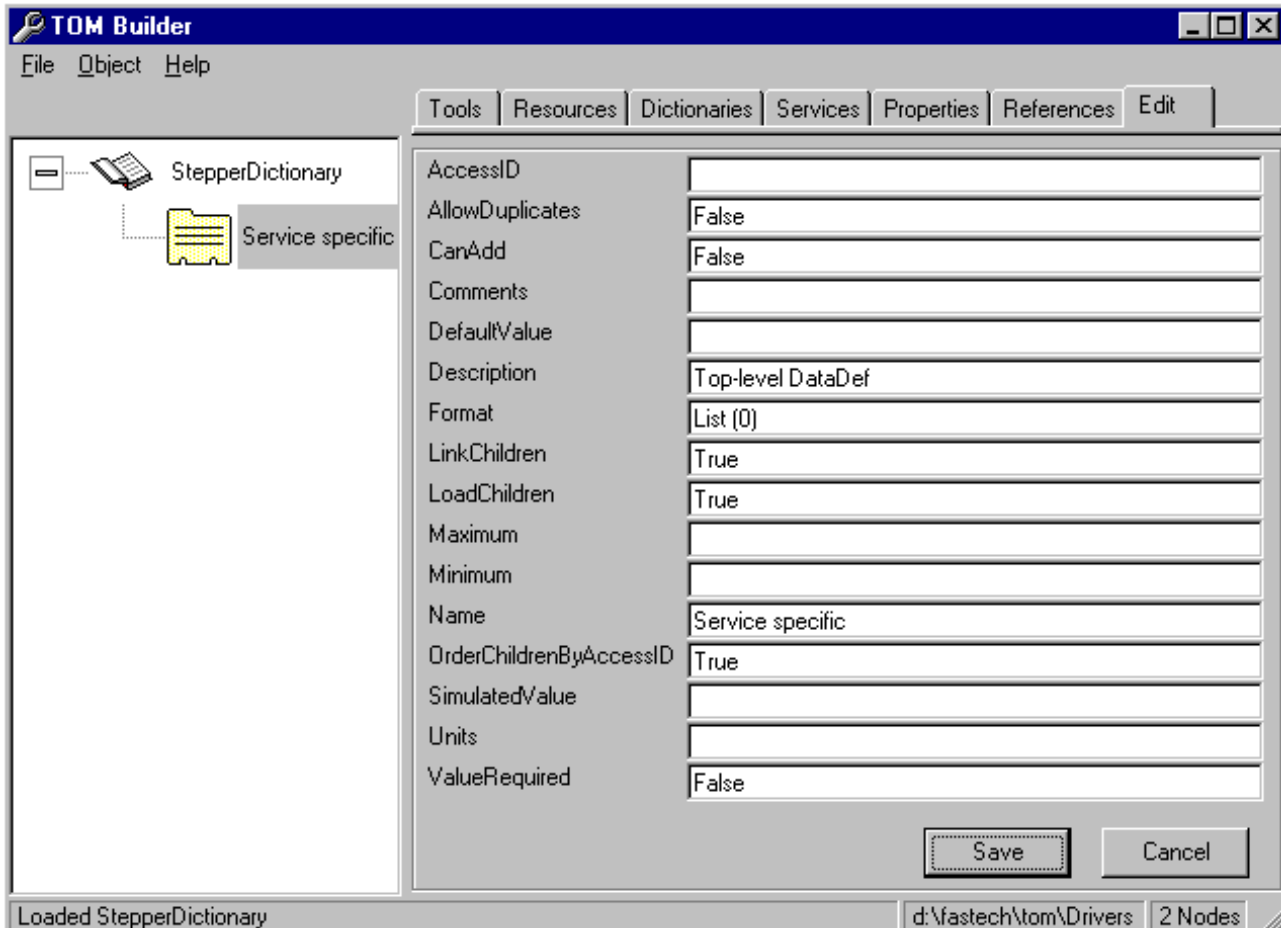 TOM Builder
File Object Help
Tools Resources Dictionaries Services Properties References Edit
StepperDictionary
Service specific
AccessID
AllowDuplicates False
CanAdd False
Comments
DefaultValue
Description Top-level DataDef
Format List (0)
LinkChildren True
LoadChildren True
Maximum
Minimum
Name Service specific
OrderChildrenByAccessID True
SimulatedValue
Units
ValueRequired False
Save Cancel
Loaded StepperDictionary d:\fastech\tom\Drivers 2 Nodes